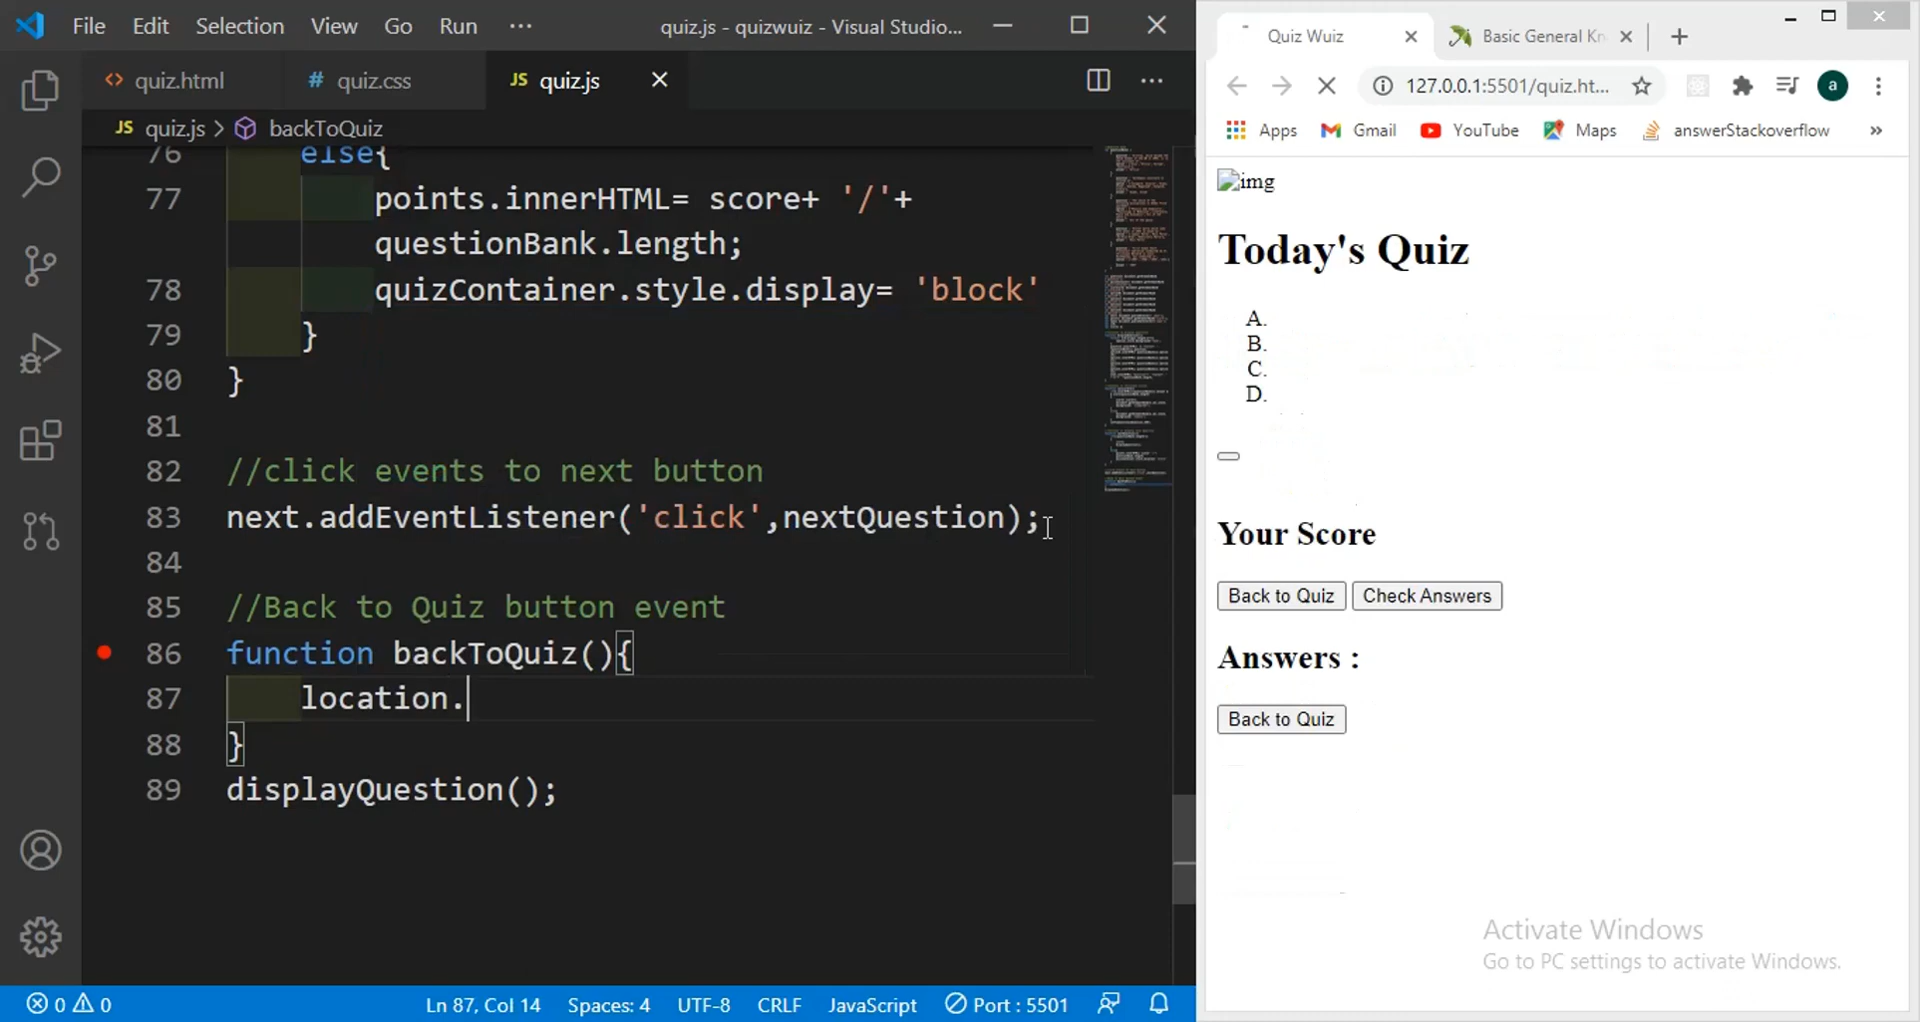 File Edit Selection View Go Run ··· quiz.js - quizwuiz - Visual Studio...
quiz.html # quiz.css JS quiz.js
JS quiz.js > backToQuiz
76 else{
77 points.innerHTML= score+ '/'+
questionBank.length;
78 quizContainer.style.display= 'block'
79 }
80 }
81
82 //click events to next button
83 next.addEventListener('click',nextQuestion);
84
85 //Back to Quiz button event
86 function backToQuiz(){
87 location.
88 }
89 displayQuestion();
0 0 Ln 87, Col 14 Spaces: 4 UTF-8 CRLF JavaScript Port : 5501
Quiz Wuiz Basic General Kn
127.0.0.1:5501/quiz.ht... a
Apps Gmail YouTube Maps answerStackoverflow »
img
Today's Quiz
A.
B.
C.
D.
Your Score
Back to Quiz Check Answers
Answers :
Back to Quiz
Activate Windows
Go to PC settings to activate Windows.